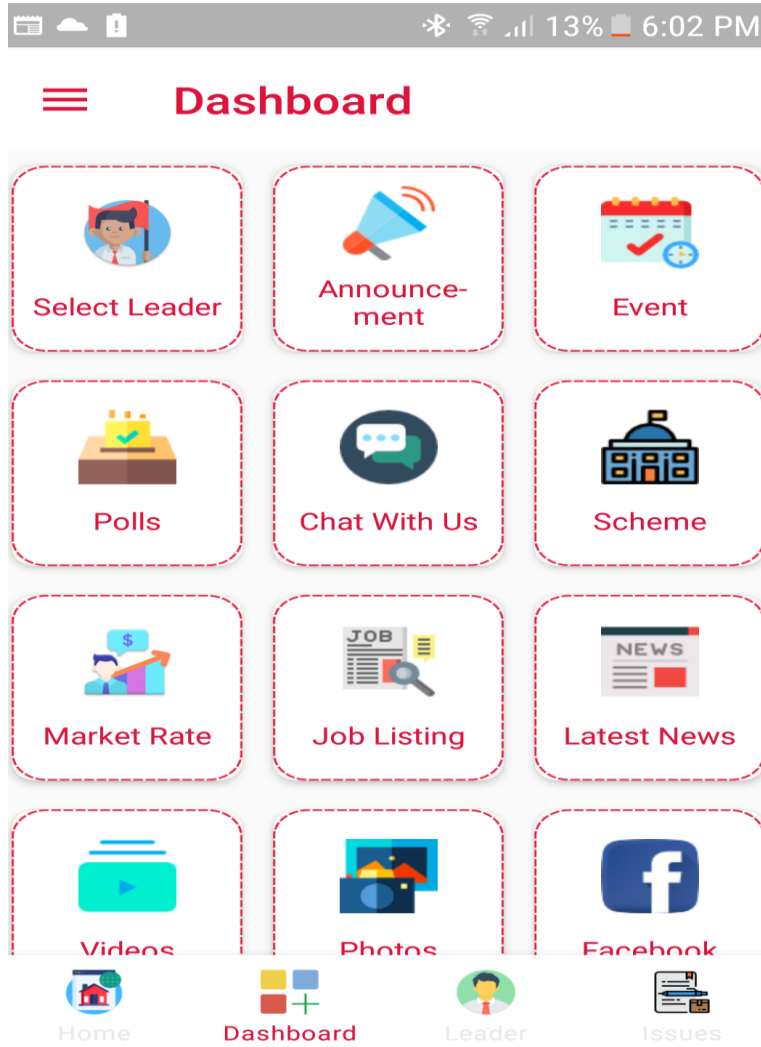 13% 6:02 PM
Dashboard
Select Leader
Announce-
ment
Event
Polls
Chat With Us
Scheme
$
Market Rate
JOB
Job Listing
NEWS
Latest News
Videos
Photos
f
Facebook
Home
Dashboard
Leader
Issues